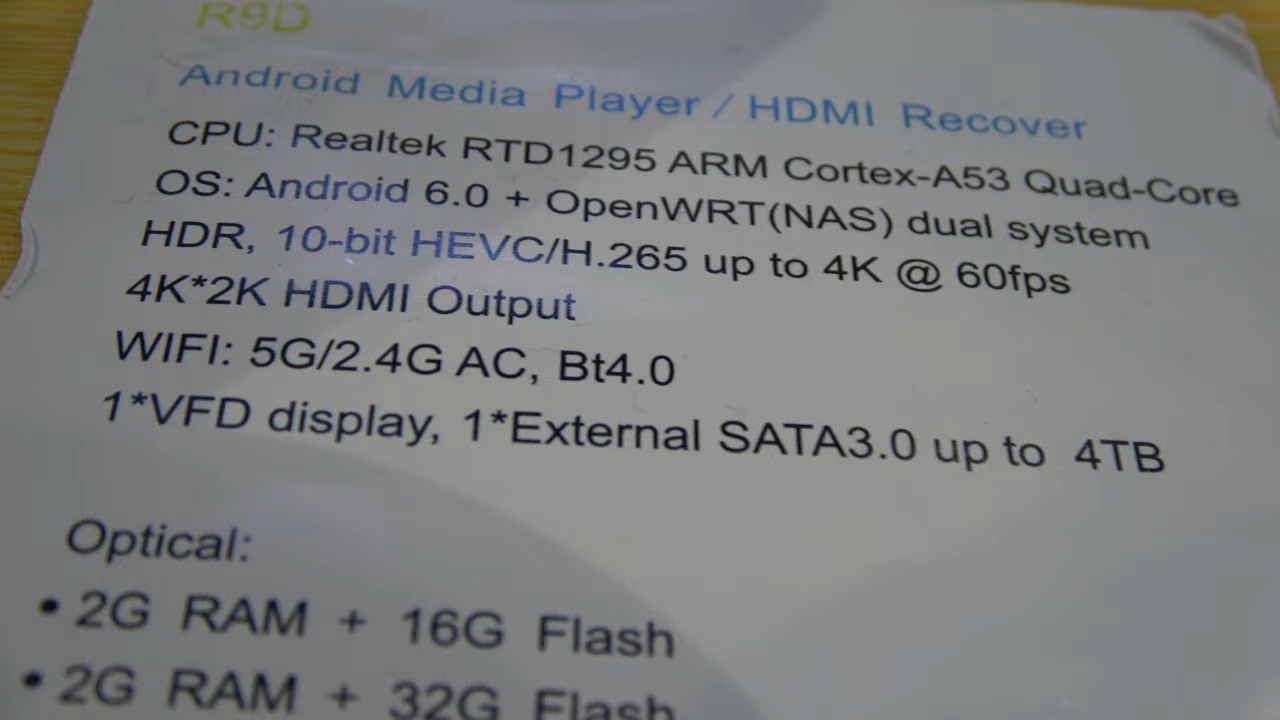 R9D
Android Media Player / HDMI Recover
CPU: Realtek RTD1295 ARM Cortex-A53 Quad-Core
OS: Android 6.0 + OpenWRT(NAS) dual system
HDR, 10-bit HEVC/H.265 up to 4K @ 60fps
4K*2K HDMI Output
WIFI: 5G/2.4G AC, Bt4.0
1*VFD display, 1*External SATA3.0 up to 4TB
Optical:
• 2G RAM + 16G Flash
• 2G RAM + 32G Flash